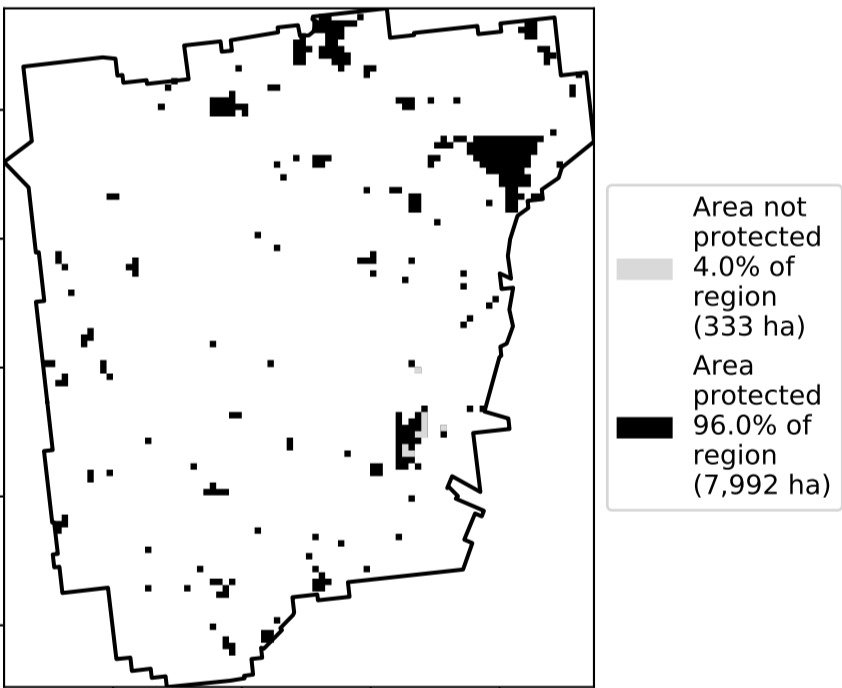 Area not
protected
4.0% of
region
(333 ha)
Area
protected
96.0% of
region
(7,992 ha)